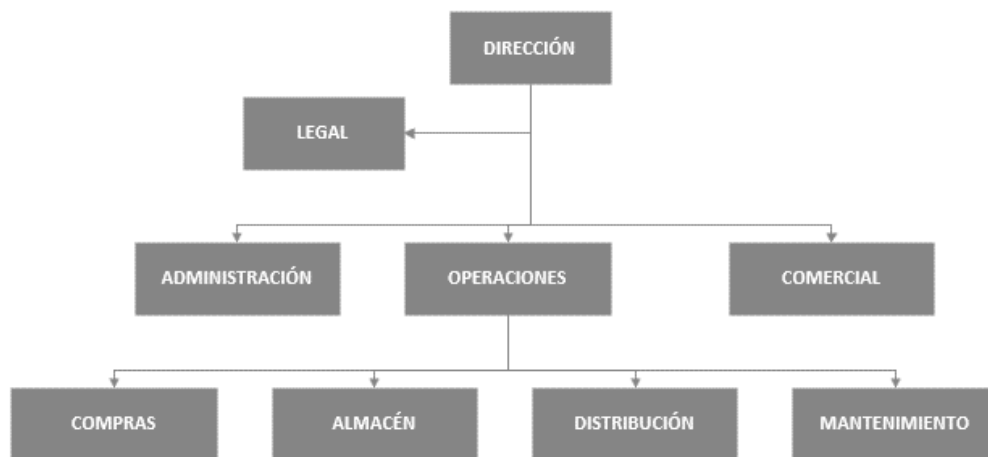 DIRECCIÓN
LEGAL
ADMINISTRACIÓN
OPERACIONES
COMERCIAL
COMPRAS
ALMACÉN
DISTRIBUCIÓN
MANTENIMIENTO